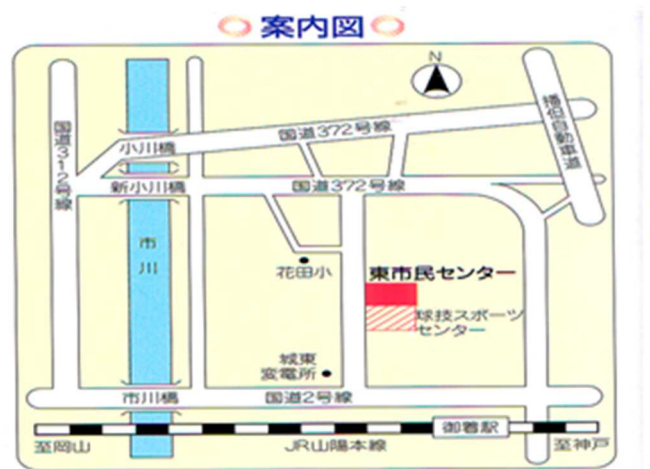 案内図
N
国道372号線
小川橋
国道312号線
播但自動車道
新小川橋
国道372号線
市川
花田小
東市民センター
球技スポーツ
センター
城東
変電所
市川橋
国道2号線
御着駅
至岡山
JR山陽本線
至神戸